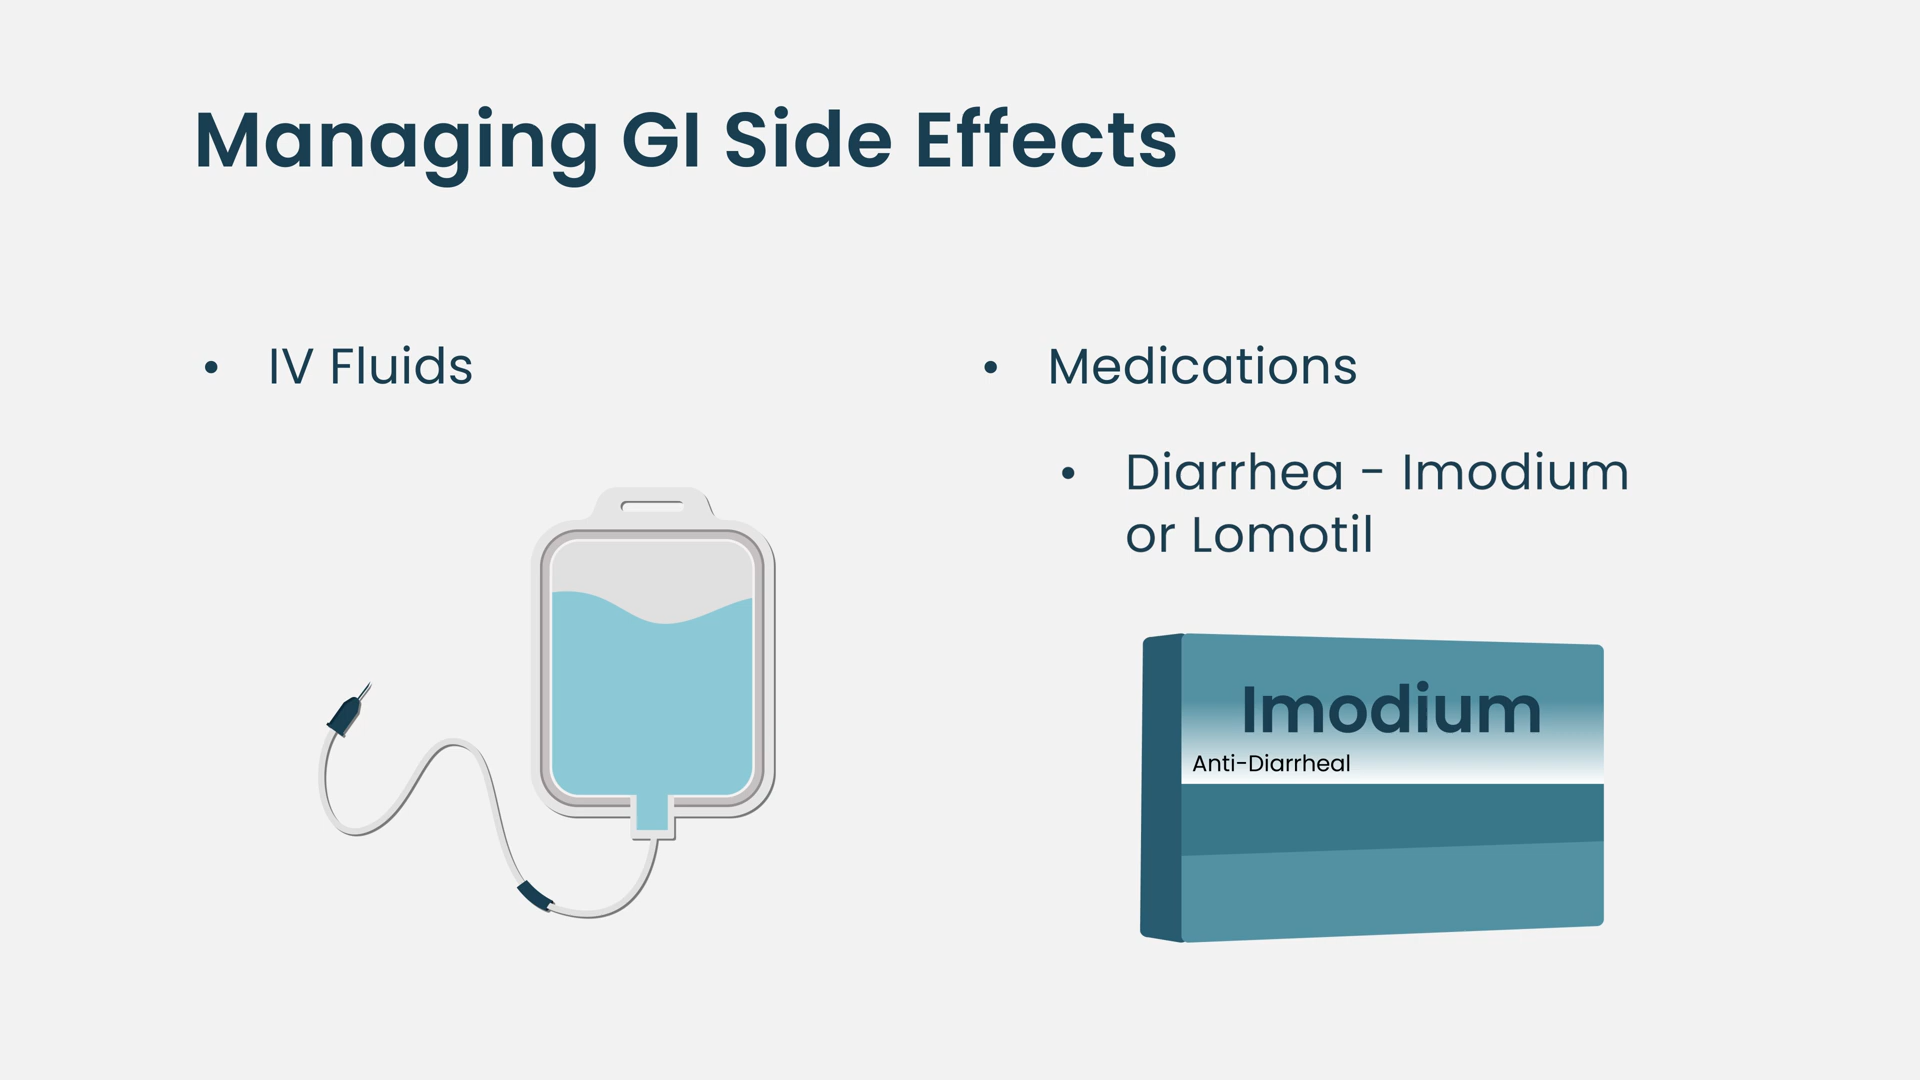 Managing GI Side Effects
• IV Fluids
• Medications
• Diarrhea - Imodium
or Lomotil
Imodium
Anti-Diarrheal